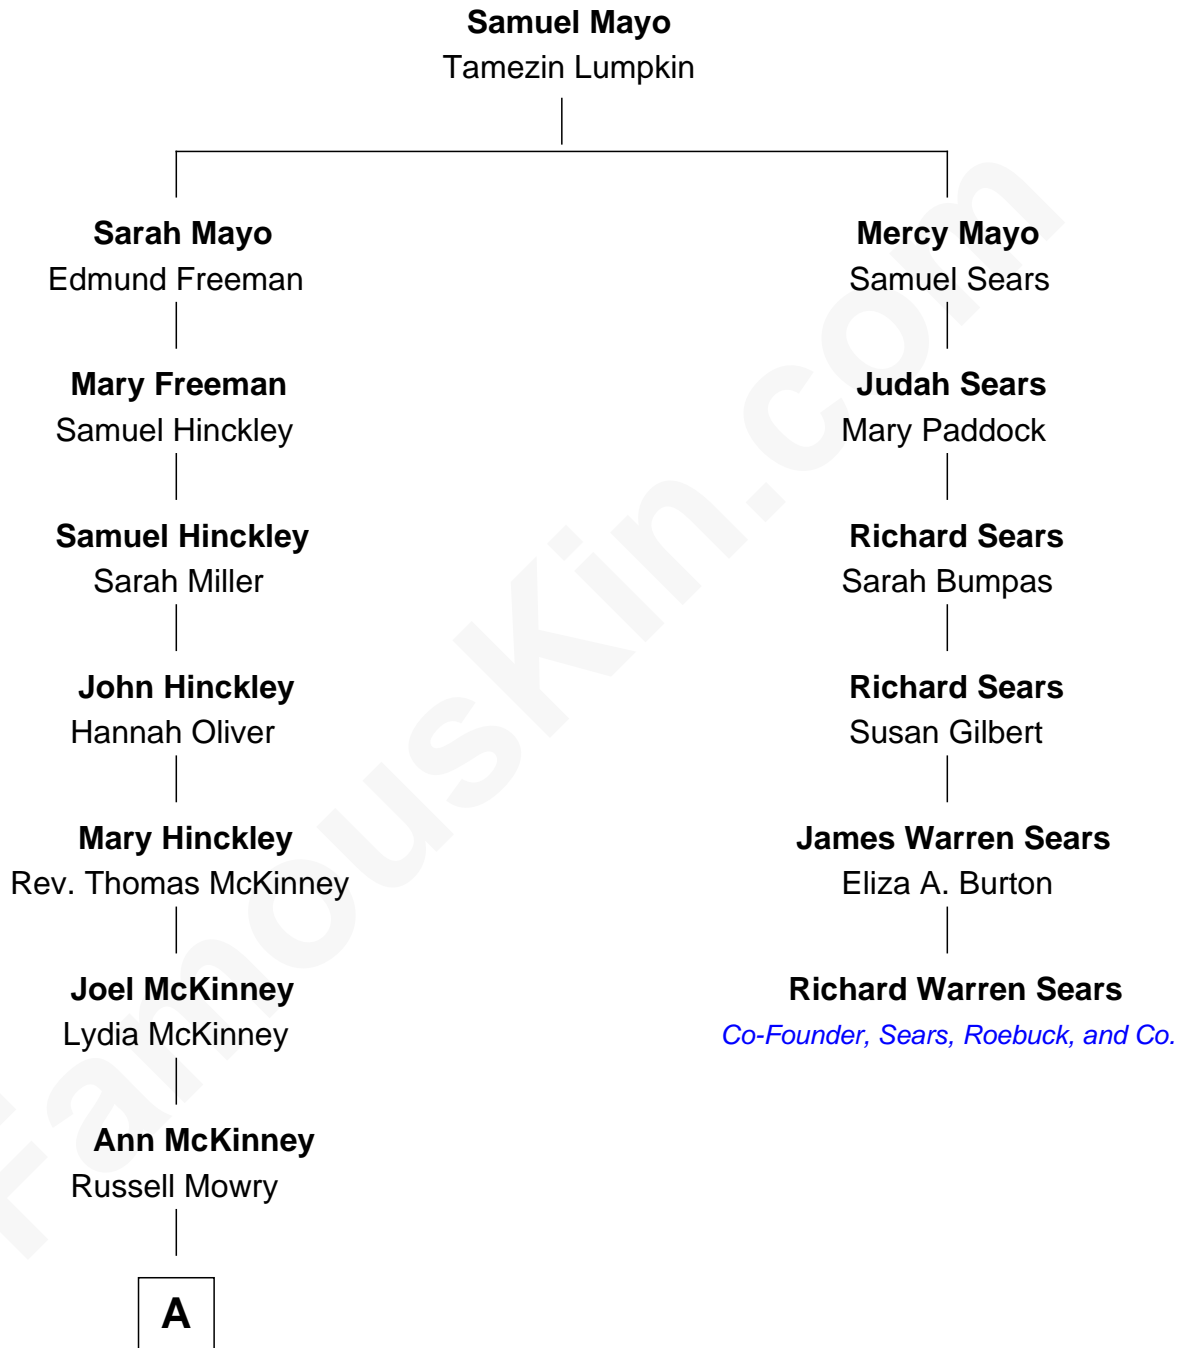 Samuel Mayo
Tamezin Lumpkin
Sarah Mayo
Edmund Freeman
Mary Freeman
Samuel Hinckley
Samuel Hinckley
Sarah Miller
John Hinckley
Hannah Oliver
Mary Hinckley
Rev. Thomas McKinney
Joel McKinney
Lydia McKinney
Ann McKinney
Russell Mowry
A
Mercy Mayo
Samuel Sears
Judah Sears
Mary Paddock
Richard Sears
Sarah Bumpas
Richard Sears
Susan Gilbert
James Warren Sears
Eliza A. Burton
Richard Warren Sears
Co-Founder, Sears, Roebuck, and Co.
FamousKin.com